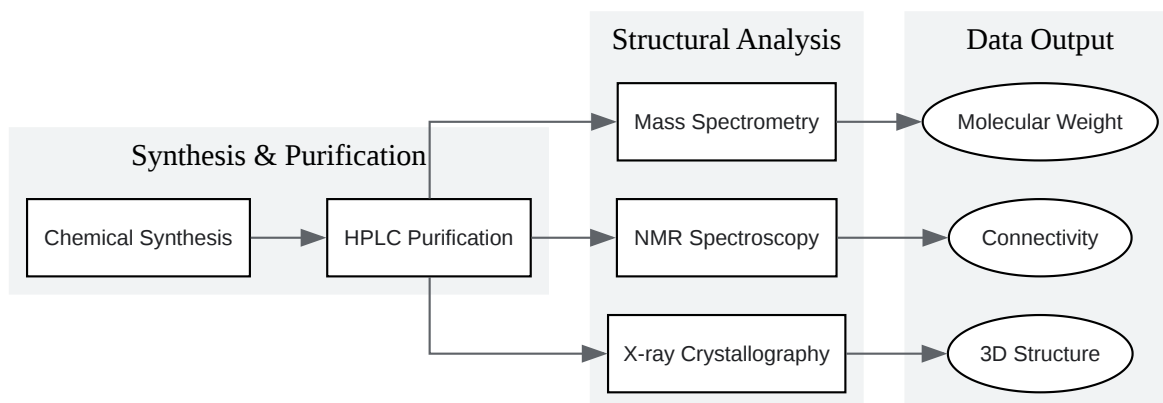 Structural Analysis
Data Output
Mass Spectrometry
Molecular Weight
Synthesis & Purification
Chemical Synthesis
HPLC Purification
NMR Spectroscopy
Connectivity
X-ray Crystallography
3D Structure